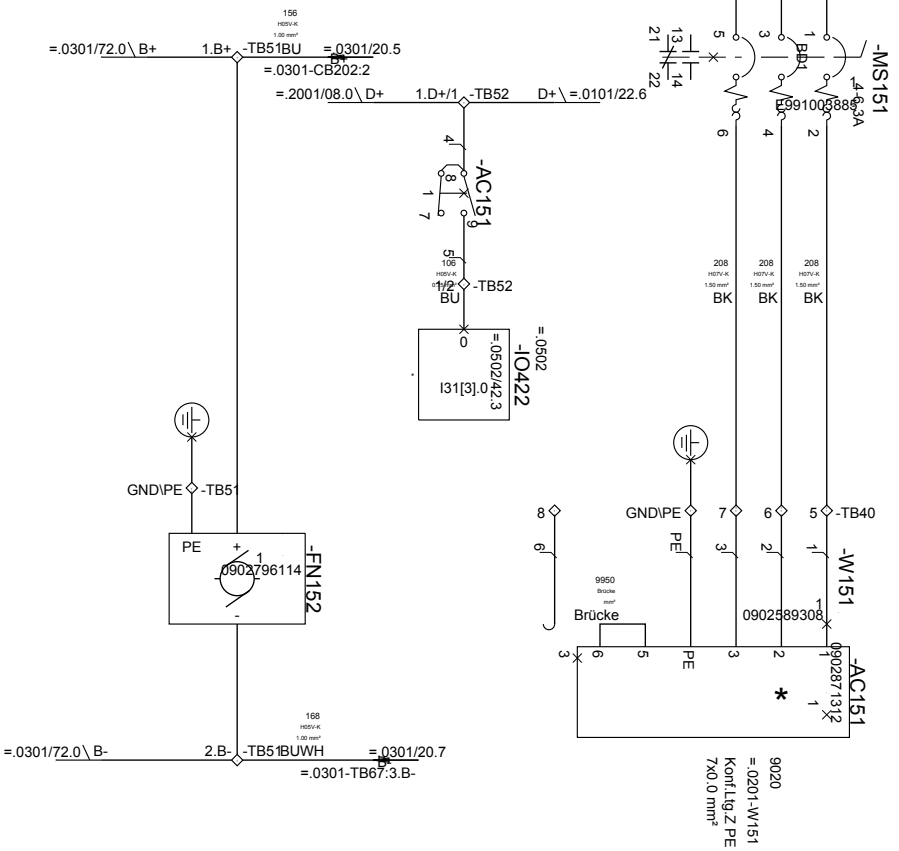 156
H05V-K
1.00 mm²
=.0301/72.0 \ B+
1.B+
-TB51
BU
=.0301/20.5
B+
=.0301-CB202:2
=.2001/08.0 \ D+
1.D+/1
-TB52
D+ \ =.0101/22.6
4
-AC151
8
1
7
9
5
106
H05V-K
1/2
BU
-TB52
0
I31[3].0
=.0502/42.3
-IO422
=.0502
21
13
22
14
5
3
1
BD1
-MS151
4-6.3A
E991003885
6
4
2
208
H07V-K
1.50 mm²
BK
208
H07V-K
1.50 mm²
BK
208
H07V-K
1.50 mm²
BK
GND\PE
-TB51
PE
+
1
0902796114
-
-FN152
8
GND\PE
7
6
5
-TB40
6
PE
3
2
1
-W151
1
0902589308
9950
Brücke
mm²
Brücke
3
6
5
PE
3
2
1
0902871312
1
-AC151
*
9020
=.0201-W151
Konf.Ltg.Z PE
7x0.0 mm²
168
H05V-K
1.00 mm²
=.0301/72.0 \ B-
2.B-
-TB51
BUWH
=.0301/20.7
B-
=.0301-TB67:3.B-